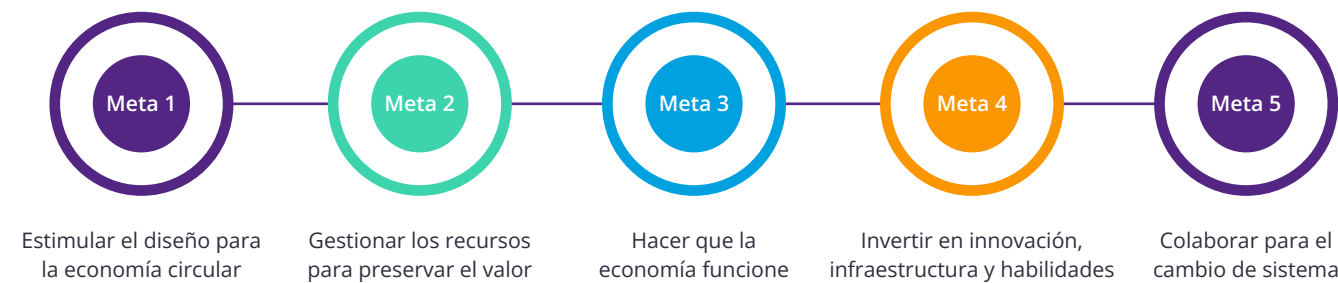 Meta 1
Meta 2
Meta 3
Meta 4
Meta 5
Estimular el diseño para
la economía circular
Gestionar los recursos
para preservar el valor
Hacer que la
economía funcione
Invertir en innovación,
infraestructura y habilidades
Colaborar para el
cambio de sistema